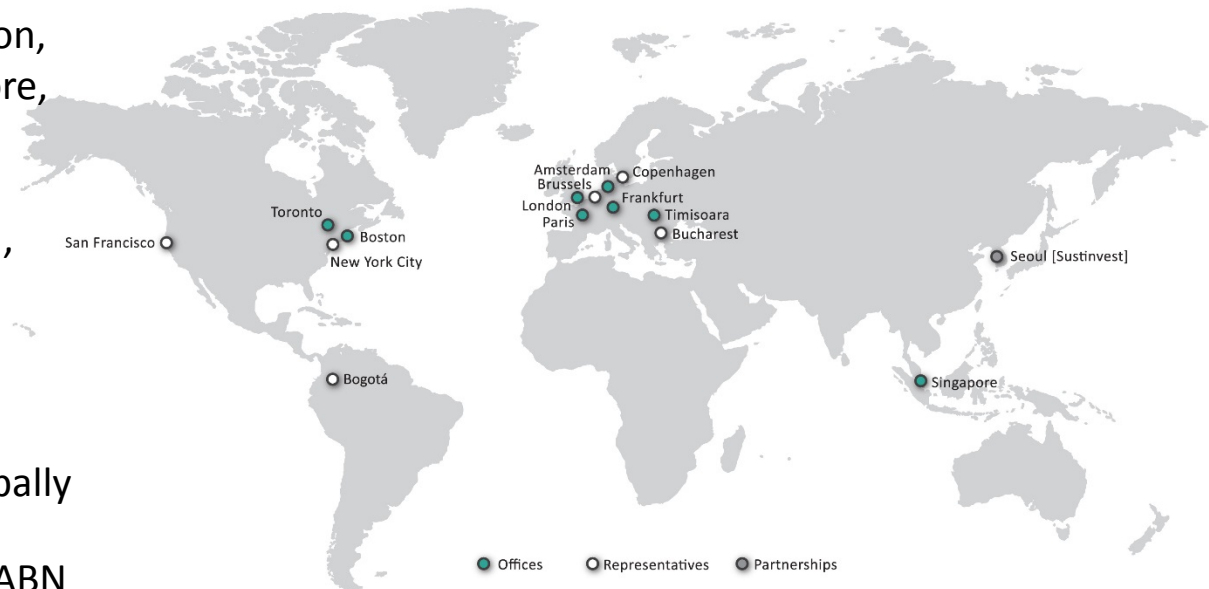 on,
re,
,
bally
ABN
Amsterdam
Copenhagen
Brussels
Frankfurt
London
Timisoara
Paris
Bucharest
Toronto
Boston
San Francisco
New York City
Seoul [Sustinvest]
Bogotá
Singapore
Offices Representatives Partnerships